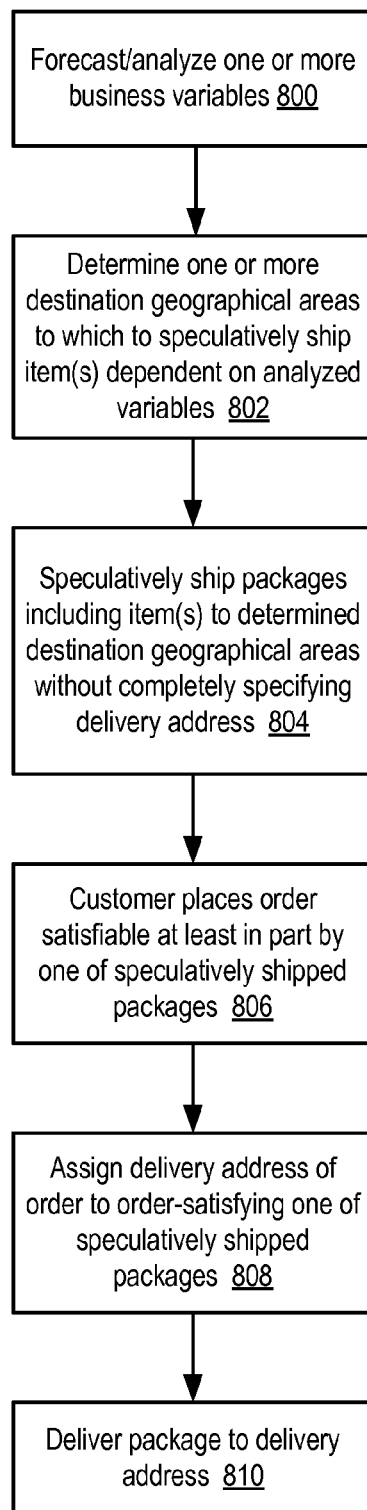 Forecast/analyze one or more
business variables 800
Determine one or more
destination geographical areas
to which to speculatively ship
item(s) dependent on analyzed
variables 802
Speculatively ship packages
including item(s) to determined
destination geographical areas
without completely specifying
delivery address 804
Customer places order
satisfiable at least in part by
one of speculatively shipped
packages 806
Assign delivery address of
order to order-satisfying one of
speculatively shipped
packages 808
Deliver package to delivery
address 810